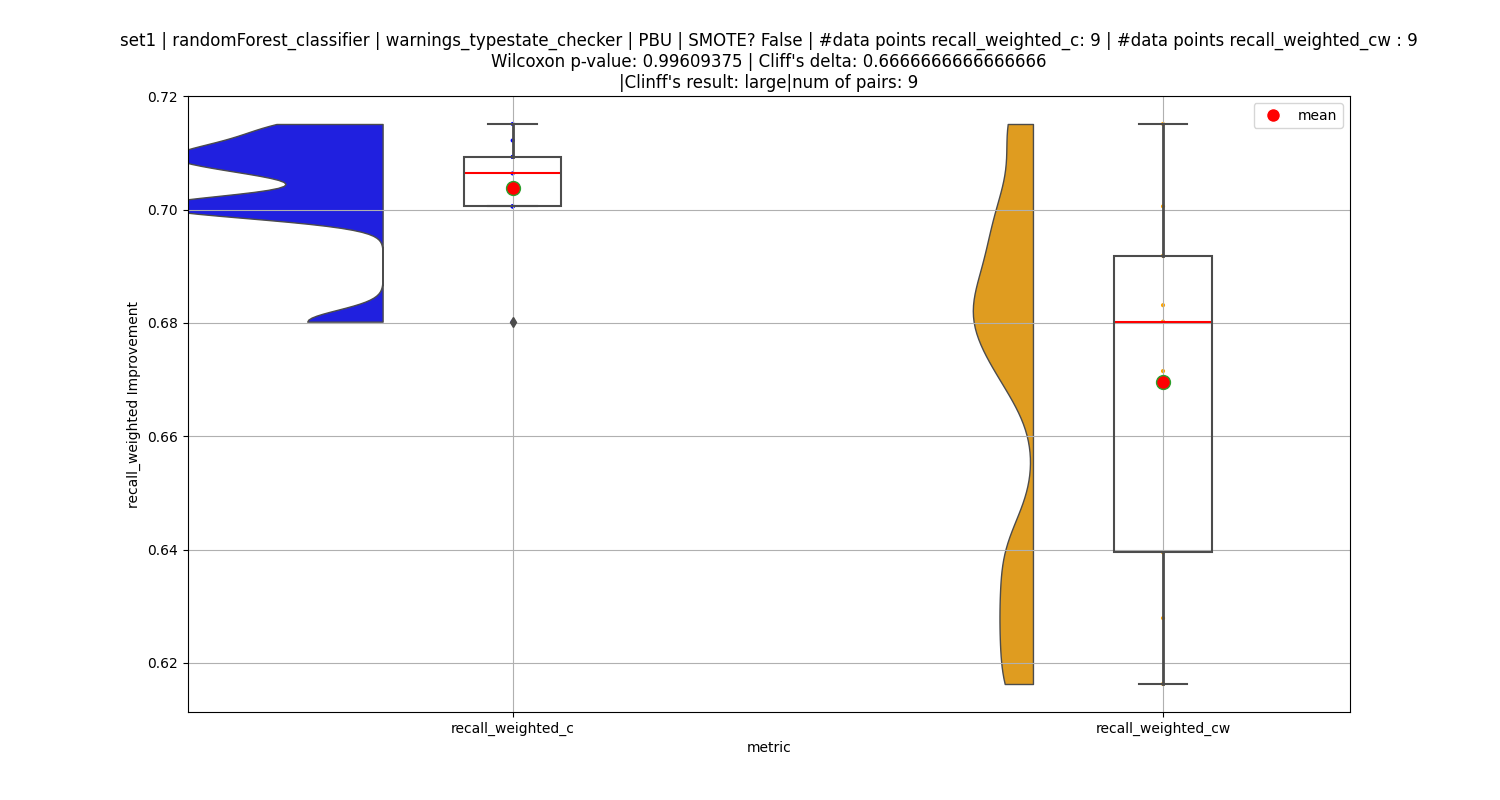 set1 | randomForest_classifier | warnings_typestate_checker | PBU | SMOTE? False | #data points recall_weighted_c: 9 | #data points recall_weighted_cw : 9
Wilcoxon p-value: 0.99609375 | Cliff's delta: 0.6666666666666666
|Clinff's result: large|num of pairs: 9
mean
0.72
0.70
0.68
0.66
0.64
0.62
recall_weighted Improvement
recall_weighted_c
recall_weighted_cw
metric